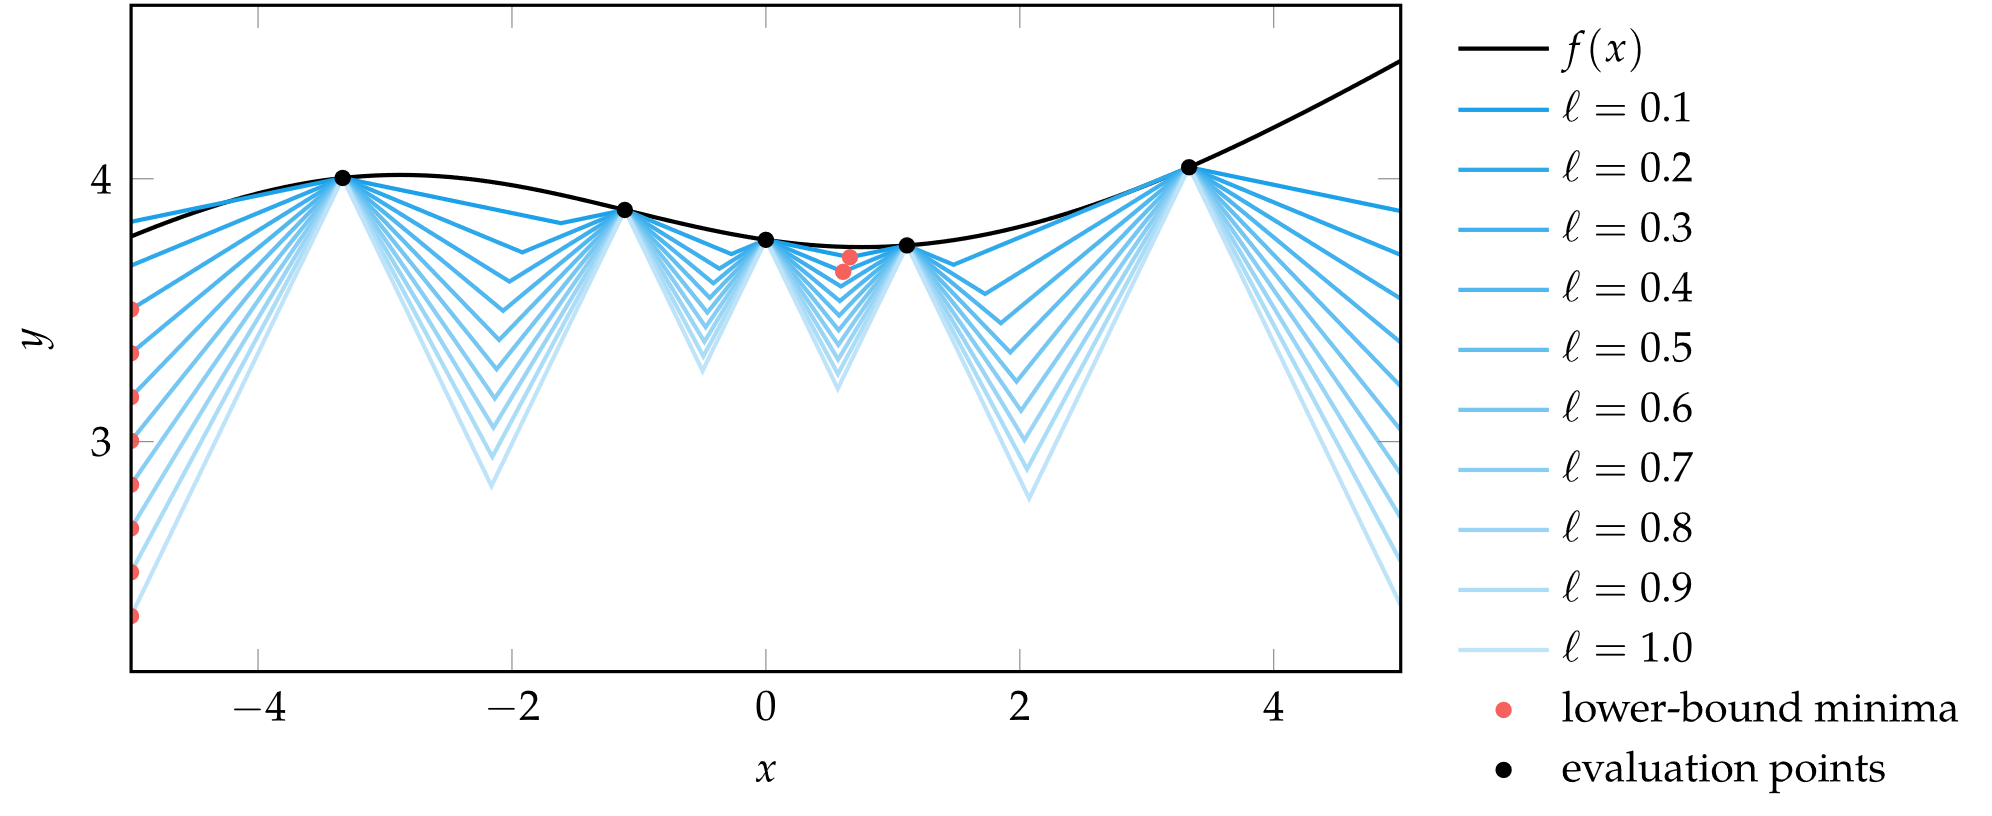 f(x)
ℓ = 0.1
ℓ = 0.2
ℓ = 0.3
ℓ = 0.4
ℓ = 0.5
ℓ = 0.6
ℓ = 0.7
ℓ = 0.8
ℓ = 0.9
ℓ = 1.0
lower-bound minima
evaluation points
4
3
y
−4 −2 0 2 4
x